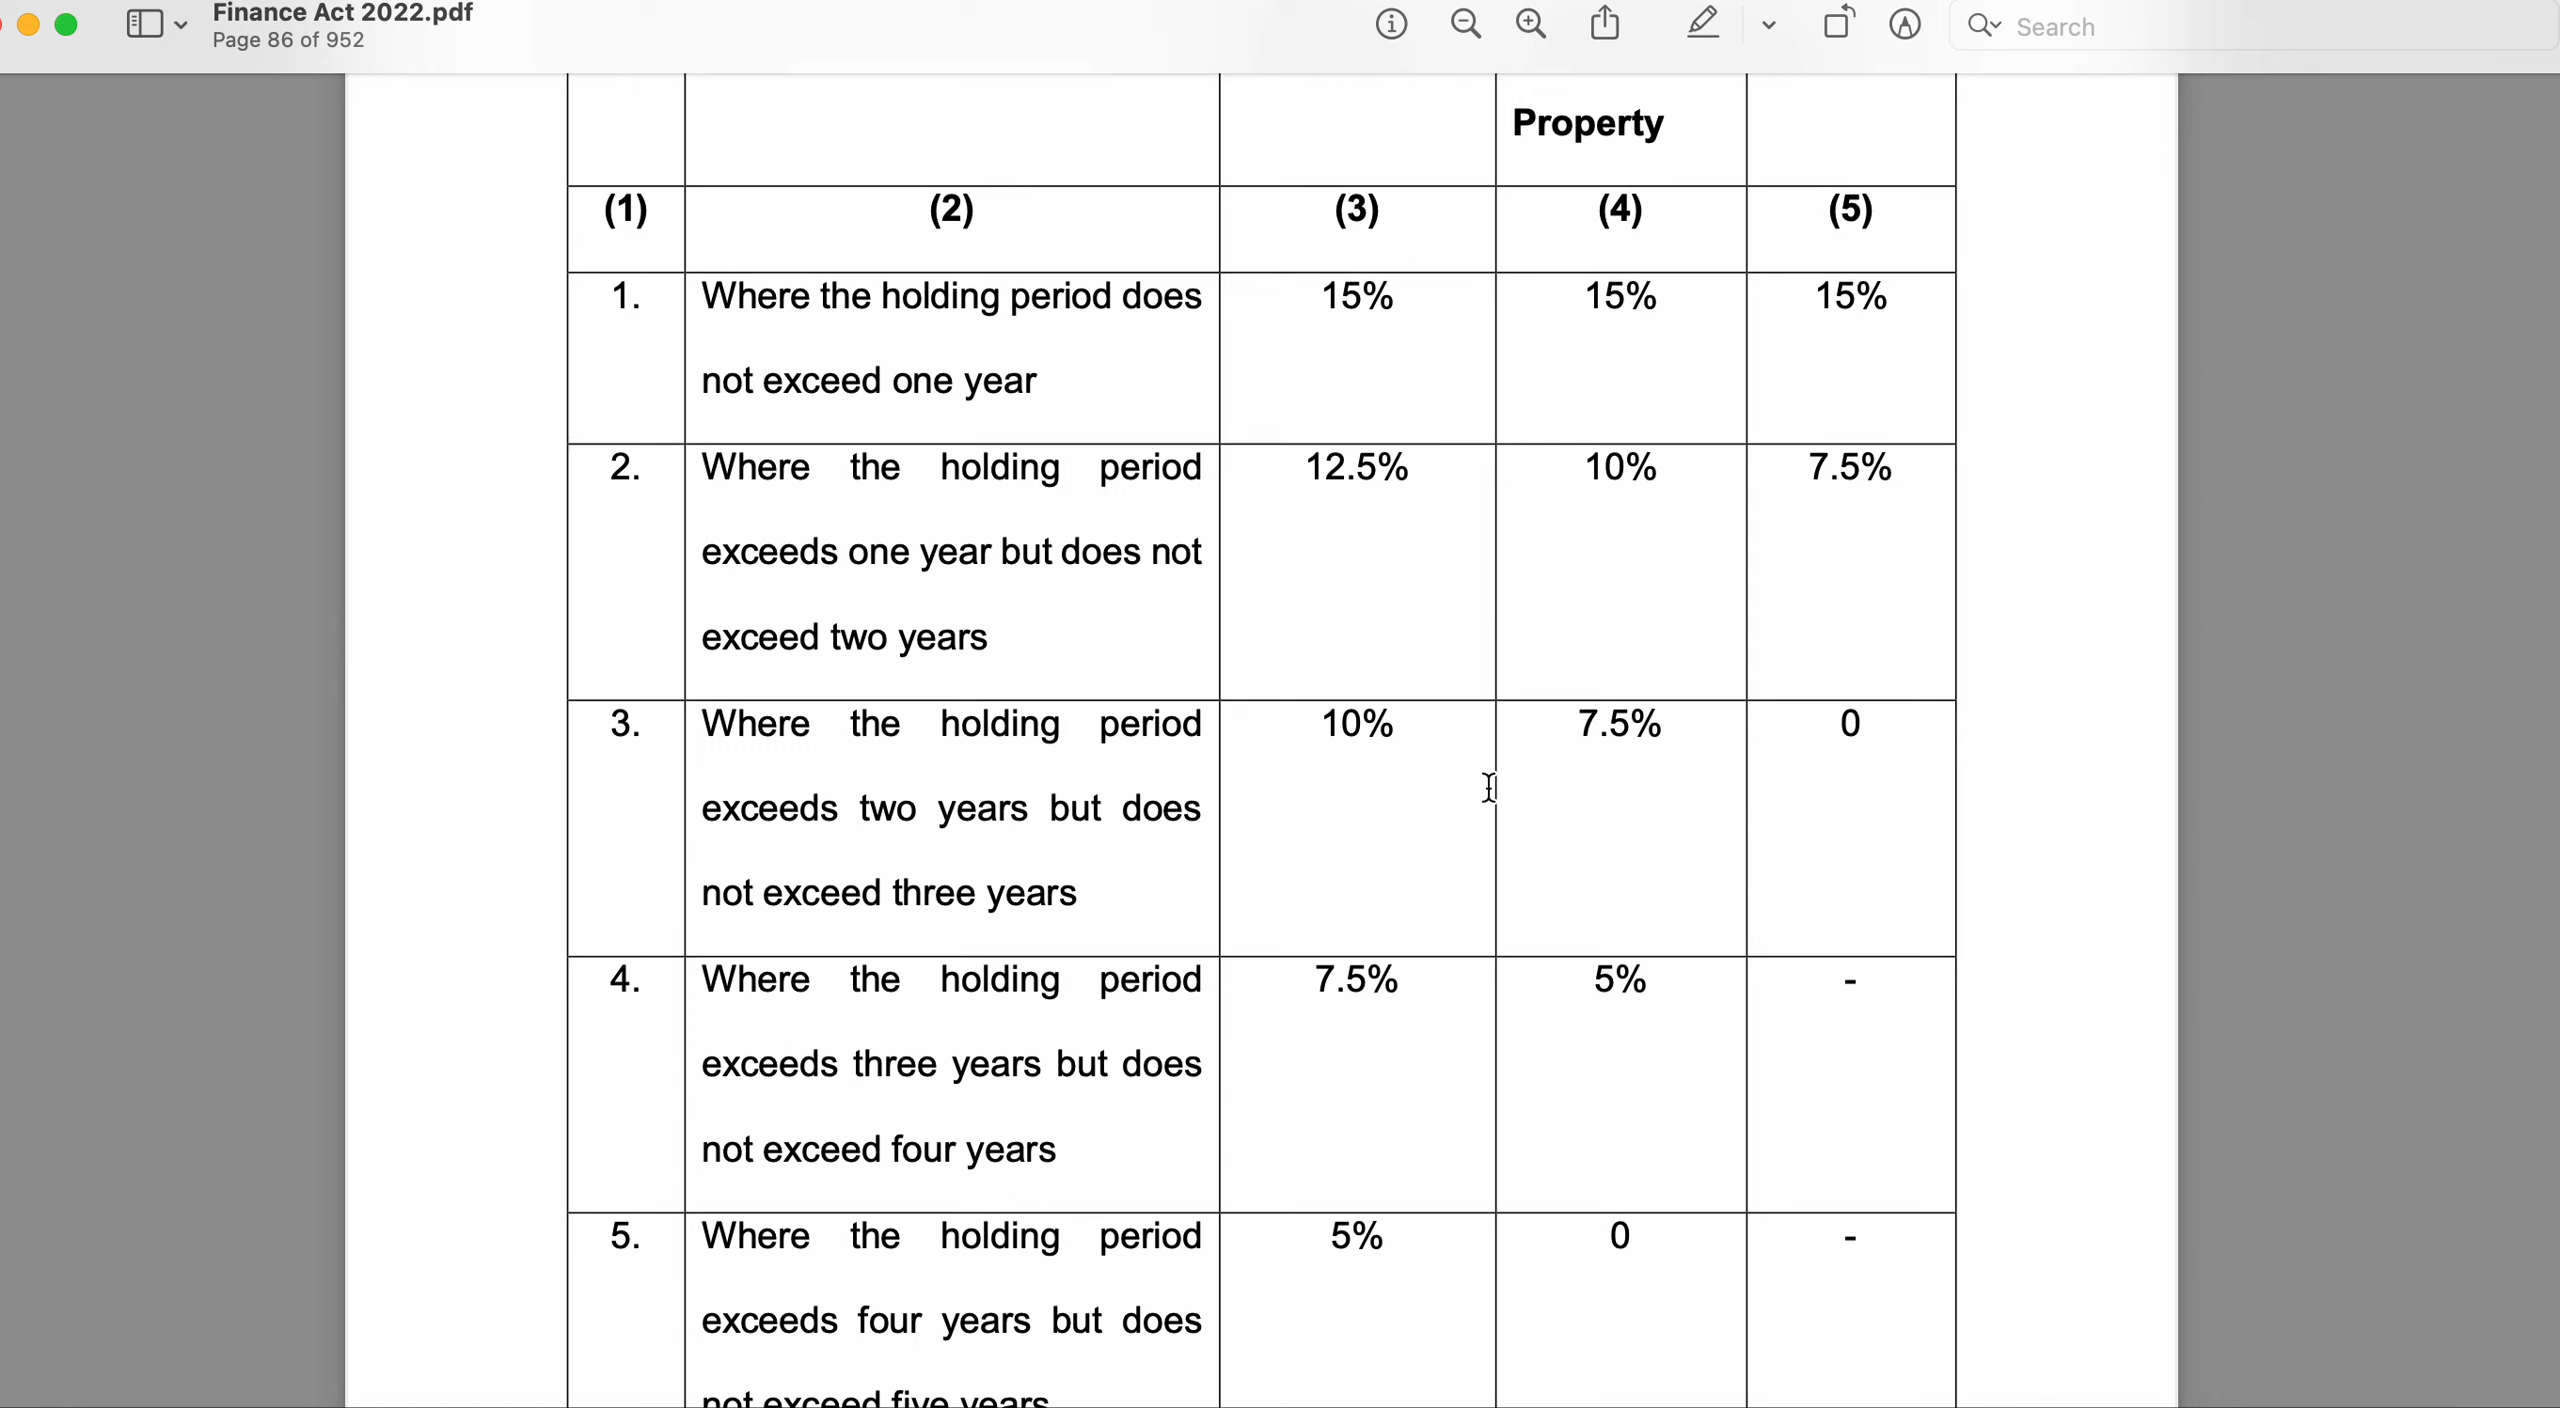 Finance Act 2022.pdf
Page 86 of 952
Search
Property
(1) (2) (3) (4) (5)
1. Where the holding period does 15% 15% 15%
not exceed one year
2. Where the holding period 12.5% 10% 7.5%
exceeds one year but does not
exceed two years
3. Where the holding period 10% 7.5% 0
exceeds two years but does
not exceed three years
4. Where the holding period 7.5% 5% -
exceeds three years but does
not exceed four years
5. Where the holding period 5% 0 -
exceeds four years but does
not exceed five years